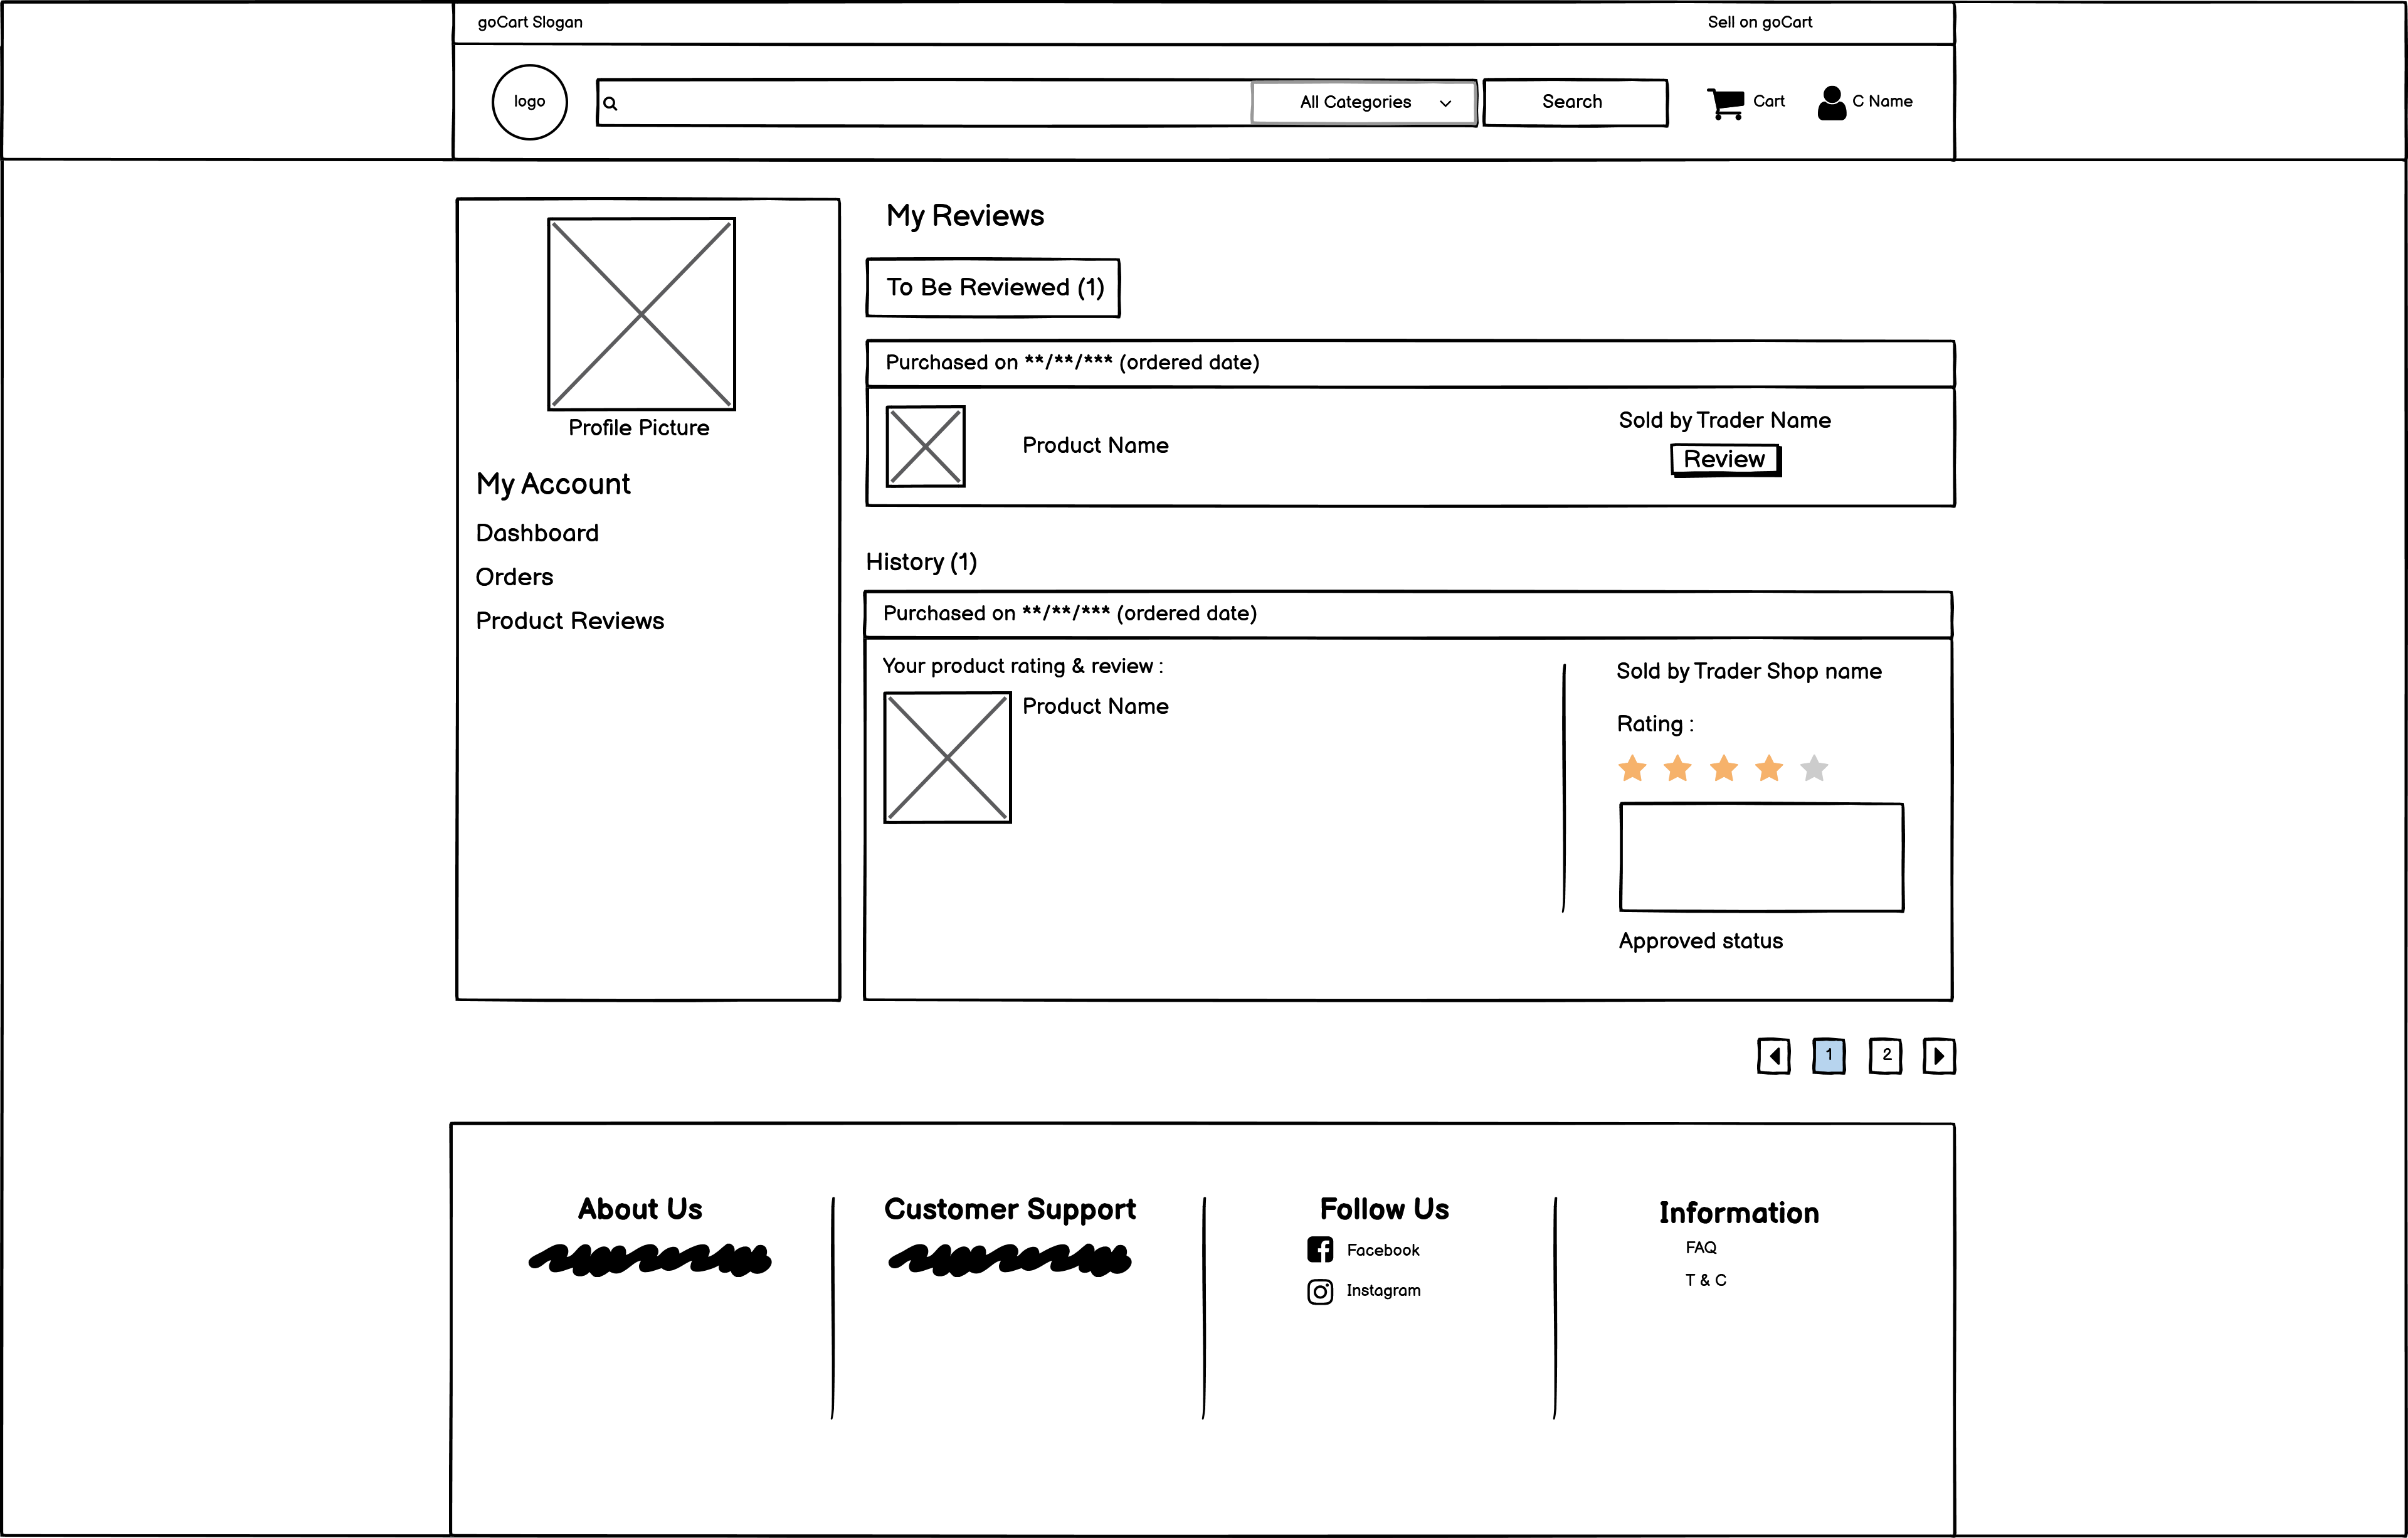 goCart Slogan
Sell on goCart
logo
All Categories
Search
Cart
C Name
Profile Picture
My Account
Dashboard
Orders
Product Reviews
My Reviews
To Be Reviewed (1)
Purchased on **/**/*** (ordered date)
Product Name
Sold by Trader Name
Review
History (1)
Purchased on **/**/*** (ordered date)
Your product rating & review :
Product Name
Sold by Trader Shop name
Rating :
Approved status
1
2
About Us
Customer Support
Follow Us
Facebook
Instagram
Information
FAQ
T & C